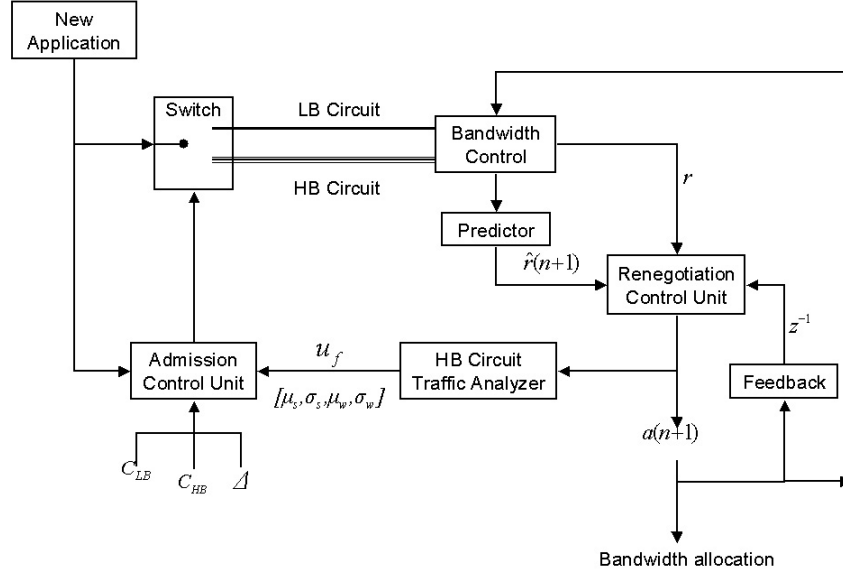 New
Application
Switch
LB Circuit
HB Circuit
Bandwidth
Control
r
Predictor
r̂(n+1)
Renegotiation
Control Unit
z⁻¹
Admission
Control Unit
u_f
[μ_s,σ_s,μ_w,σ_w]
HB Circuit
Traffic Analyzer
Feedback
a(n+1)
C_LB
C_HB
Δ
Bandwidth allocation